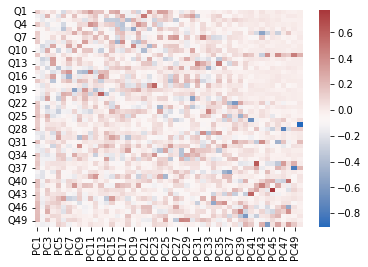 Q1
Q4
Q7
Q10
Q13
Q16
Q19
Q22
Q25
Q28
Q31
Q34
Q37
Q40
Q43
Q46
Q49
PC1
PC3
PC5
PC7
PC9
PC11
PC13
PC15
PC17
PC19
PC21
PC23
PC25
PC27
PC29
PC31
PC33
PC35
PC37
PC39
PC41
PC43
PC45
PC47
PC49
0.6
0.4
0.2
0.0
−0.2
−0.4
−0.6
−0.8